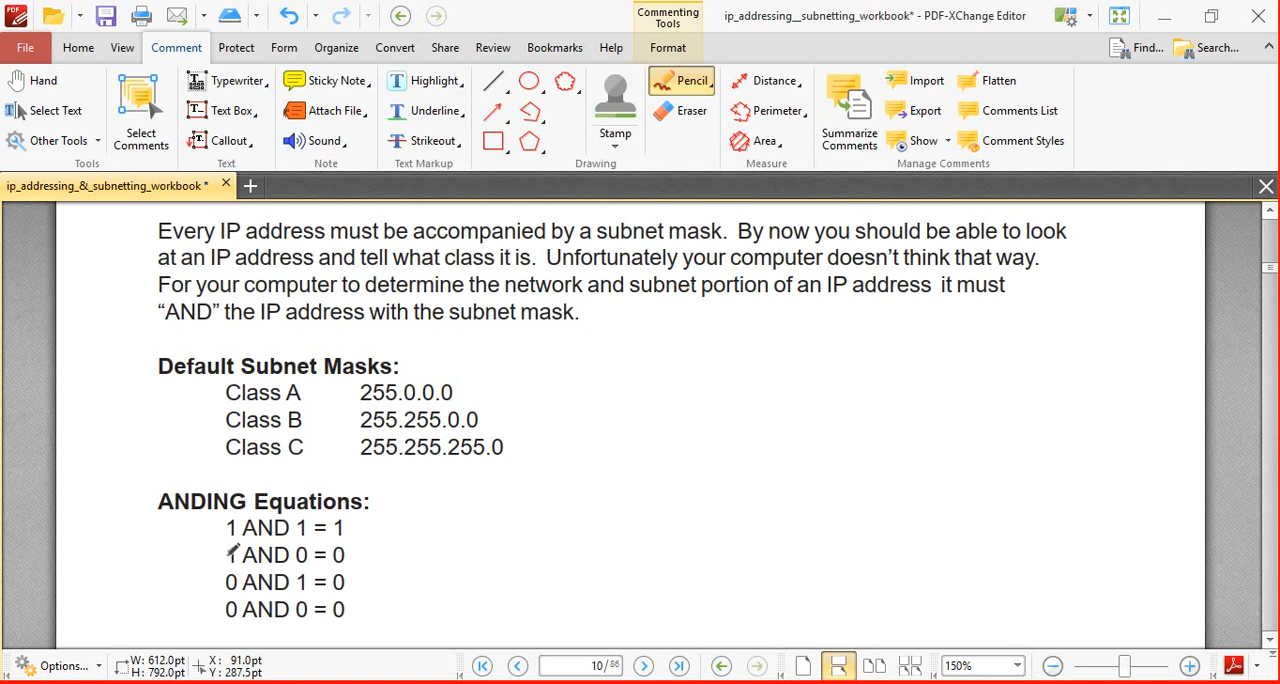 Commenting
Tools
ip_addressing__subnetting_workbook* - PDF-XChange Editor
File Home View Comment Protect Form Organize Convert Share Review Bookmarks Help Format Find... Search...
Hand Typewriter Sticky Note Highlight Pencil Distance Import Flatten
Select Text Text Box Attach File Underline Eraser Perimeter Export Comments List
Other Tools Select Comments Callout Sound Strikeout Stamp Area Summarize Comments Show Comment Styles
Tools Text Note Text Markup Drawing Measure Manage Comments
ip_addressing_&_subnetting_workbook *
Every IP address must be accompanied by a subnet mask. By now you should be able to look
at an IP address and tell what class it is. Unfortunately your computer doesn't think that way.
For your computer to determine the network and subnet portion of an IP address it must
“AND” the IP address with the subnet mask.
Default Subnet Masks:
Class A 255.0.0.0
Class B 255.255.0.0
Class C 255.255.255.0
ANDING Equations:
1 AND 1 = 1
1 AND 0 = 0
0 AND 1 = 0
0 AND 0 = 0
Options... W: 612.0pt X: 91.0pt 10/86 150%
H: 792.0pt Y: 287.5pt